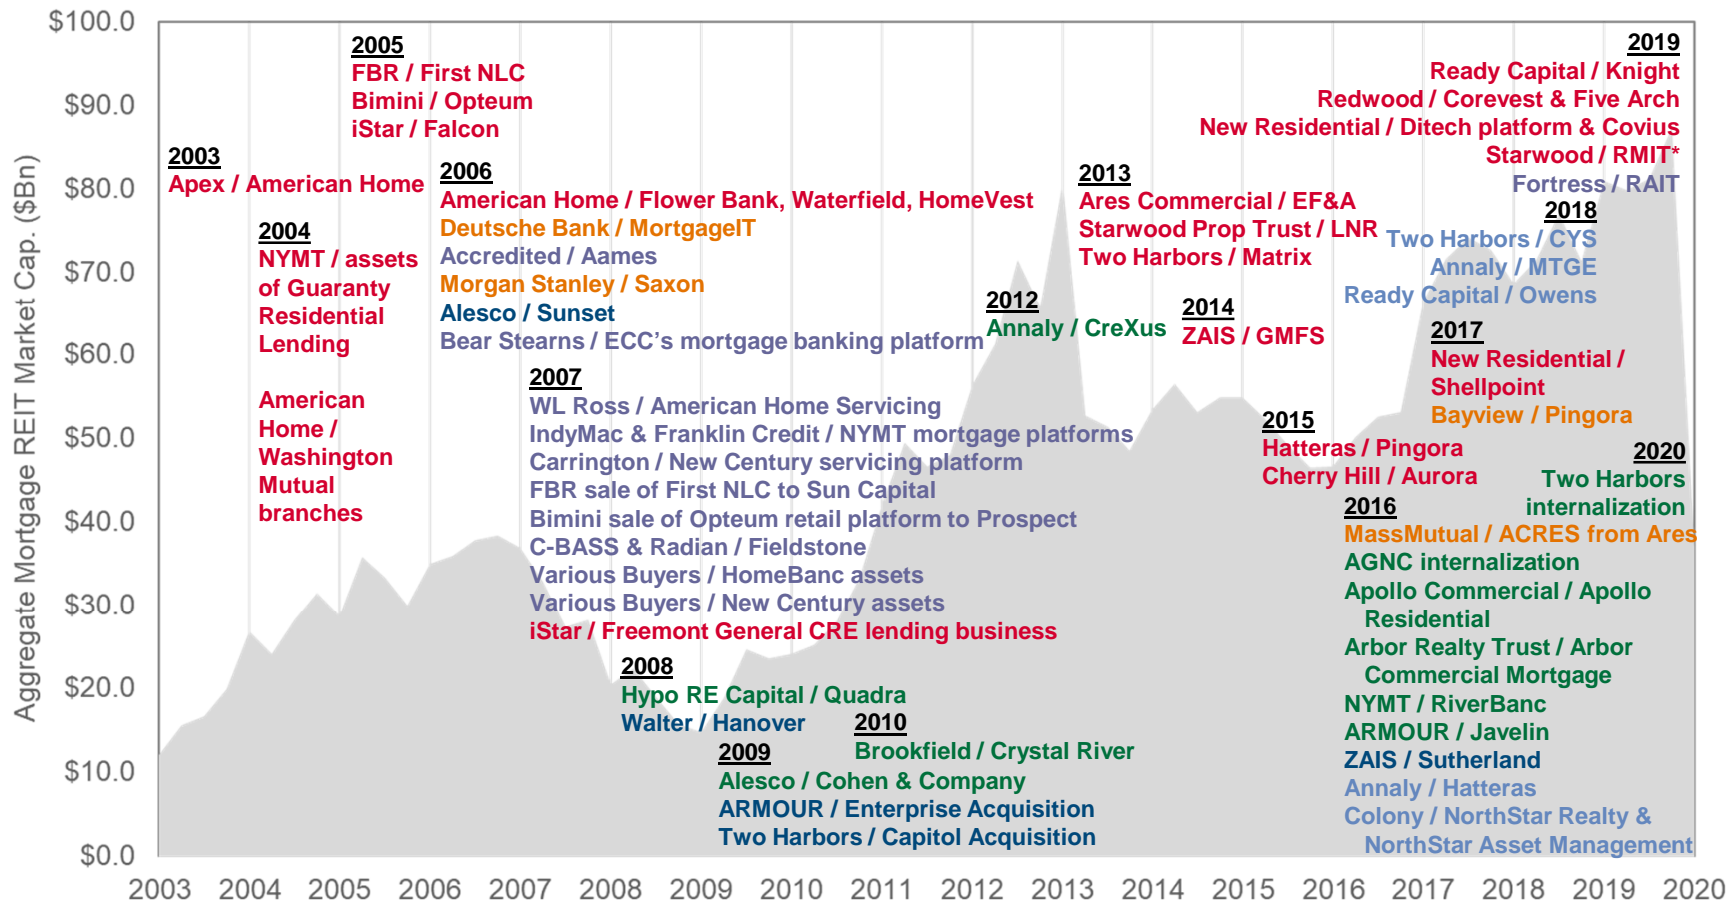 Aggregate Mortgage REIT Market Cap. ($Bn)
$100.0
$90.0
$80.0
$70.0
$60.0
$50.0
$40.0
$30.0
$20.0
$10.0
$0.0
2003
Apex / American Home
2004
NYMT / assets
of Guaranty
Residential
Lending
American
Home /
Washington
Mutual
branches
2005
FBR / First NLC
Bimini / Opteum
iStar / Falcon
2006
American Home / Flower Bank, Waterfield, HomeVest
Deutsche Bank / MortgageIT
Accredited / Aames
Morgan Stanley / Saxon
Alesco / Sunset
Bear Stearns / ECC's mortgage banking platform
2007
WL Ross / American Home Servicing
IndyMac & Franklin Credit / NYMT mortgage platforms
Carrington / New Century servicing platform
FBR sale of First NLC to Sun Capital
Bimini sale of Opteum retail platform to Prospect
C-BASS & Radian / Fieldstone
Various Buyers / HomeBanc assets
Various Buyers / New Century assets
iStar / Freemont General CRE lending business
2008
Hypo RE Capital / Quadra
Walter / Hanover
2009
Alesco / Cohen & Company
ARMOUR / Enterprise Acquisition
Two Harbors / Capitol Acquisition
2010
Brookfield / Crystal River
2012
Annaly / CreXus
2013
Ares Commercial / EF&A
Starwood Prop Trust / LNR
Two Harbors / Matrix
2014
ZAIS / GMFS
2015
Hatteras / Pingora
Cherry Hill / Aurora
2016
MassMutual / ACRES from Ares
AGNC internalization
Apollo Commercial / Apollo
Residential
Arbor Realty Trust / Arbor
Commercial Mortgage
NYMT / RiverBanc
ARMOUR / Javelin
ZAIS / Sutherland
Annaly / Hatteras
Colony / NorthStar Realty &
NorthStar Asset Management
2017
New Residential /
Shellpoint
Bayview / Pingora
2018
Two Harbors / CYS
Annaly / MTGE
Ready Capital / Owens
2019
Ready Capital / Knight
Redwood / Corevest & Five Arch
New Residential / Ditech platform & Covius
Starwood / RMIT*
Fortress / RAIT
2020
Two Harbors
internalization
2003 2004 2005 2006 2007 2008 2009 2010 2011 2012 2013 2014 2015 2016 2017 2018 2019 2020